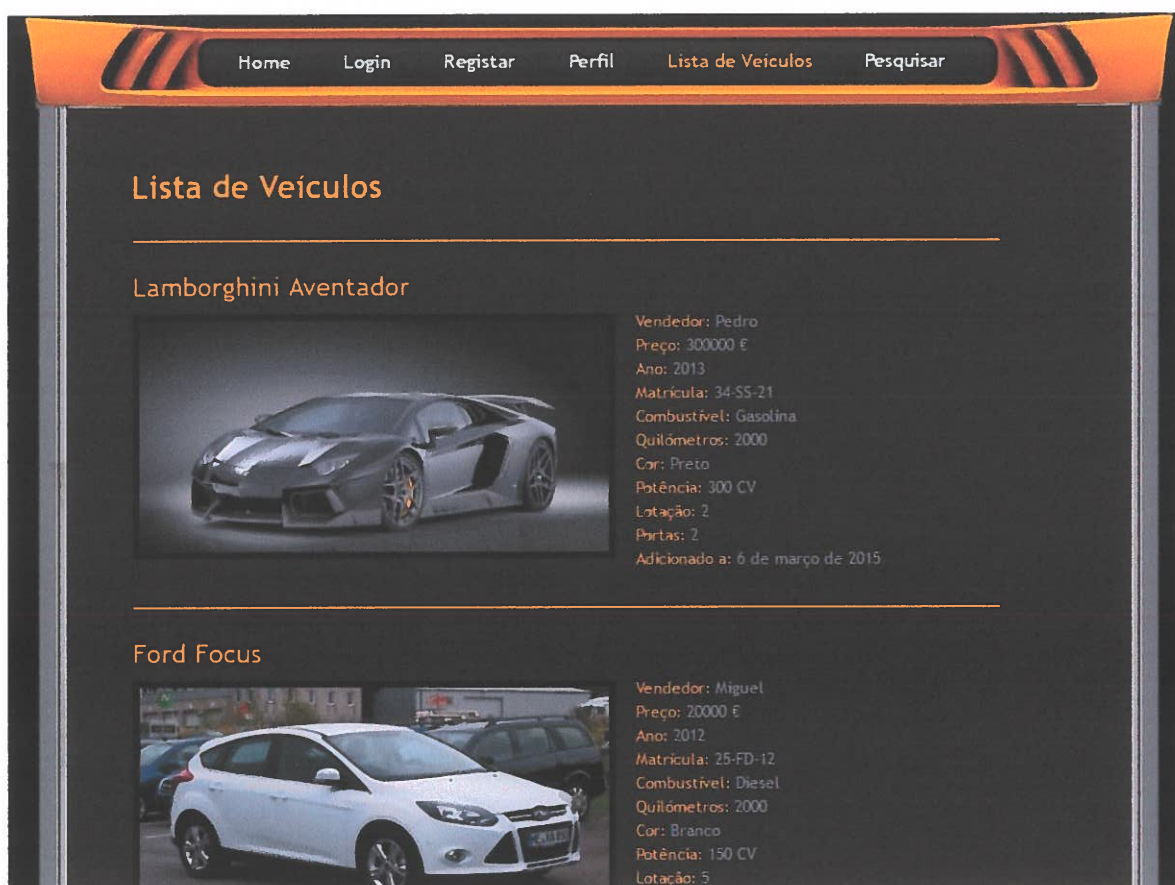 Home Login Registar Perfil Lista de Veículos Pesquisar
Lista de Veículos
Lamborghini Aventador
Vendedor: Pedro
Preço: 300000 €
Ano: 2013
Matrícula: 34-SS-21
Combustível: Gasolina
Quilómetros: 2000
Cor: Preto
Potência: 300 CV
Lotação: 2
Portas: 2
Adicionado a: 6 de março de 2015
Ford Focus
Vendedor: Miguel
Preço: 20000 €
Ano: 2012
Matrícula: 25-FD-12
Combustível: Diesel
Quilómetros: 2000
Cor: Branco
Potência: 150 CV
Lotação: 5